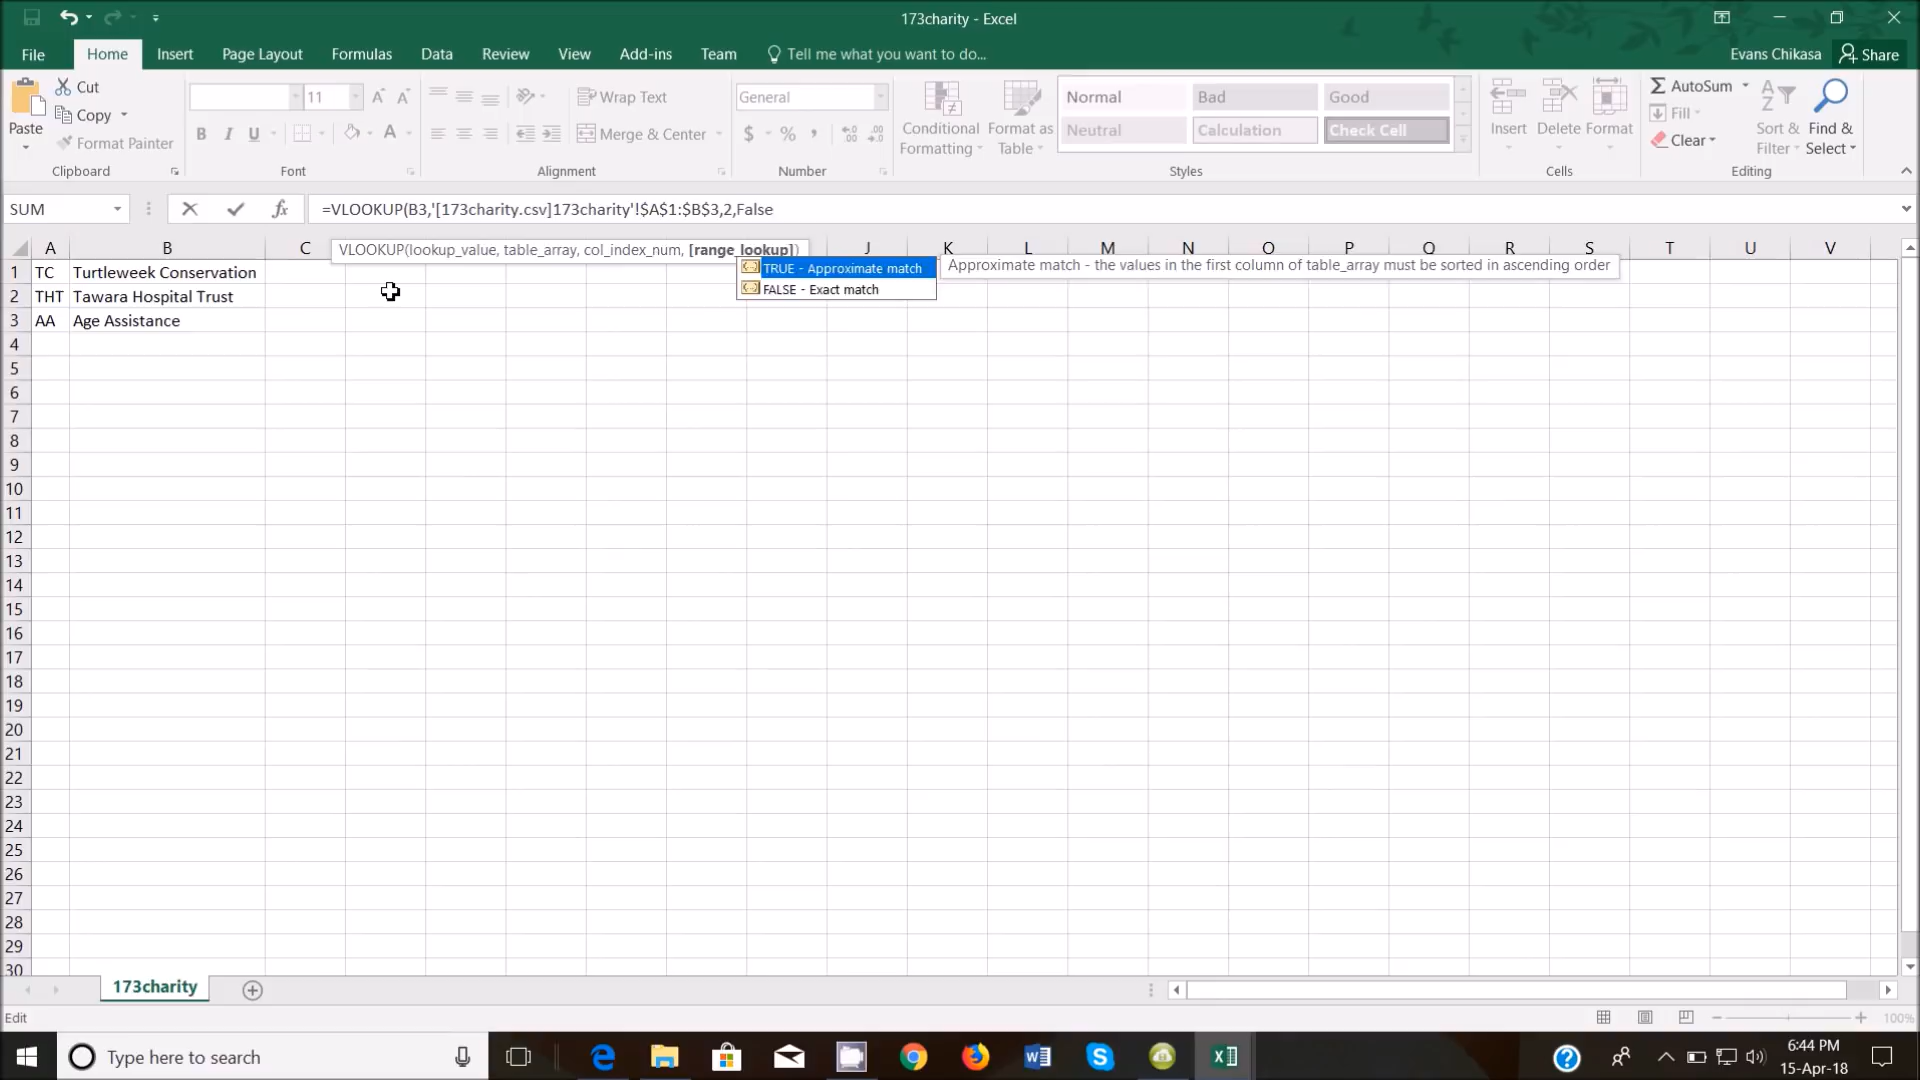 173charity - Excel
File Home Insert Page Layout Formulas Data Review View Add-ins Team Tell me what you want to do... Evans Chikasa Share
Paste
Cut
Copy
Format Painter
Clipboard
11
B I U
A A
A
Font
Wrap Text
Merge & Center
Alignment
General
$ % ,
Number
Conditional Formatting
Format as Table
Normal Bad Good
Neutral Calculation Check Cell
Styles
Insert Delete Format
Cells
AutoSum
Fill
Clear
Sort & Filter
Find & Select
Editing
SUM fx =VLOOKUP(B3,'[173charity.csv]173charity'!$A$1:$B$3,2,False
VLOOKUP(lookup_value, table_array, col_index_num, [range_lookup])
A B C J K L M N O P Q R S T U V
TRUE - Approximate match
FALSE - Exact match
Approximate match - the values in the first column of table_array must be sorted in ascending order
1 TC Turtleweek Conservation
2 THT Tawara Hospital Trust
3 AA Age Assistance
4
5
6
7
8
9
10
11
12
13
14
15
16
17
18
19
20
21
22
23
24
25
26
27
28
29
30
173charity
Edit
100%
Type here to search
6:44 PM
15-Apr-18